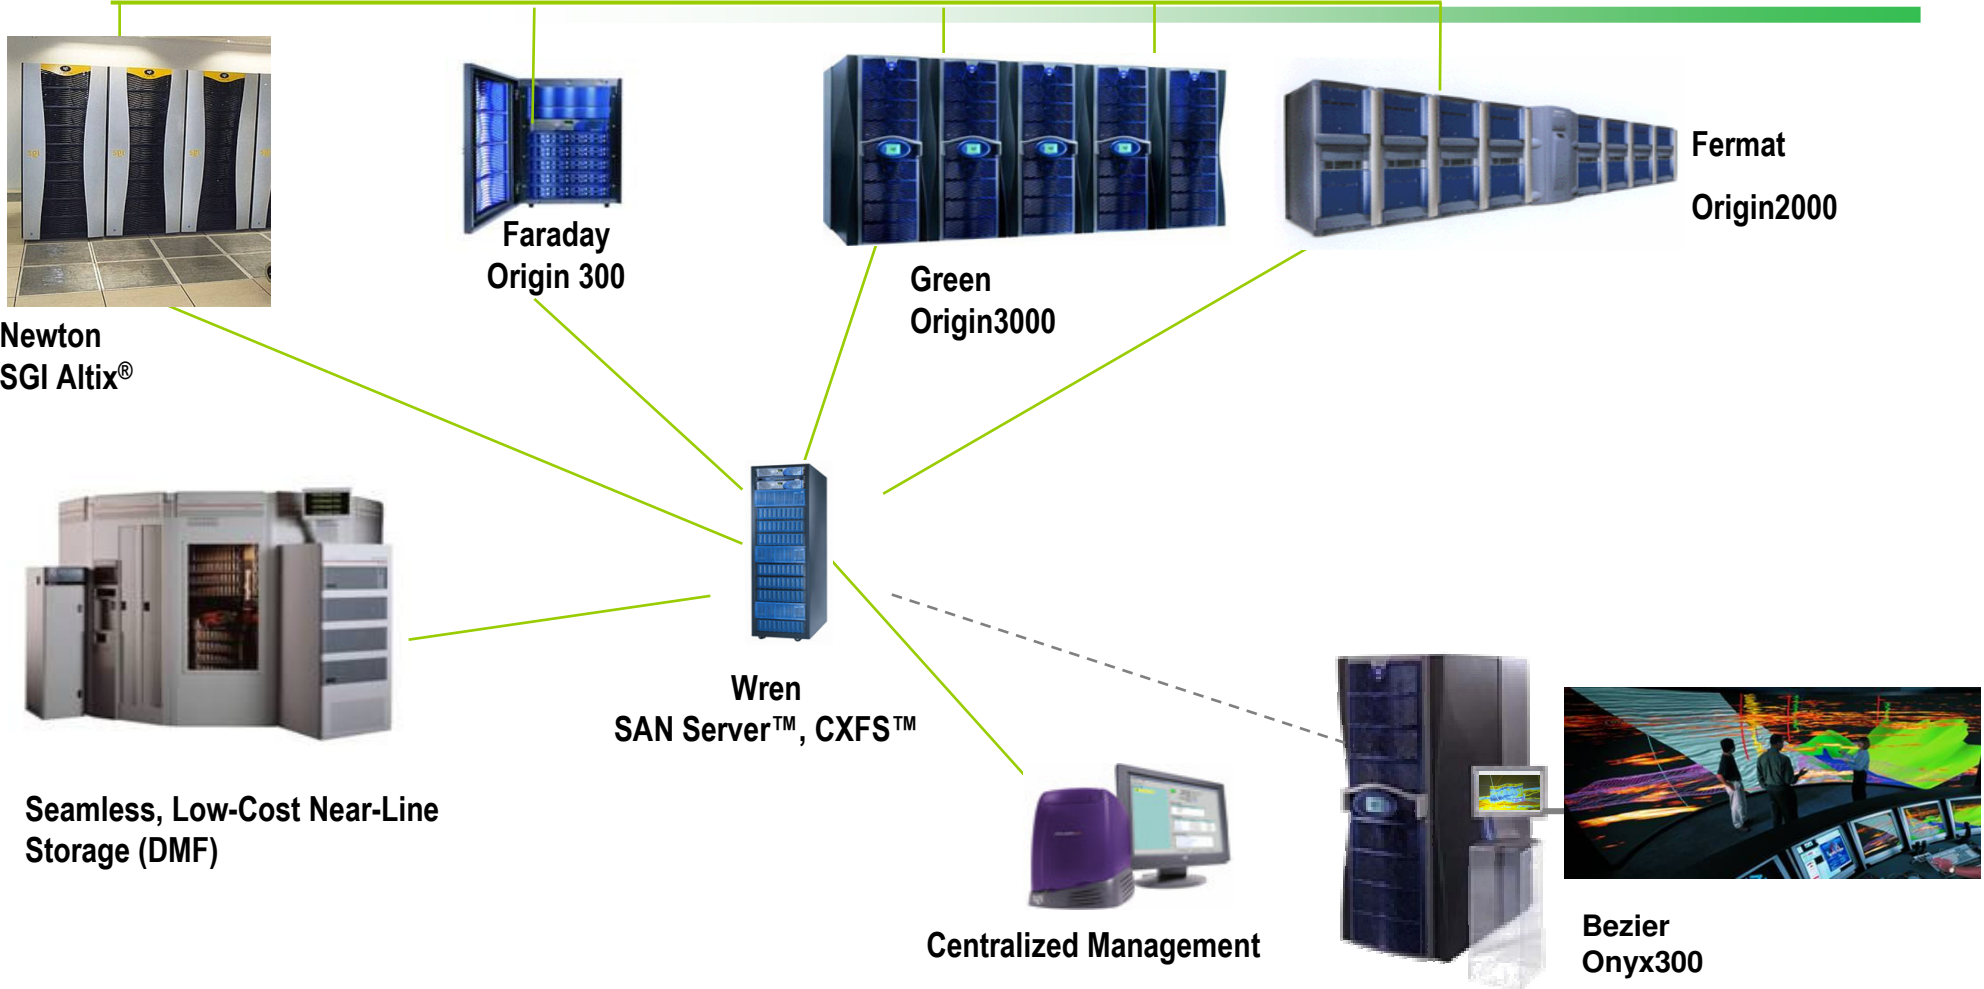 Fermat
Origin2000
Faraday
Origin 300
Green
Origin3000
Newton
SGI Altix®
Wren
SAN Server™, CXFS™
Seamless, Low-Cost Near-Line
Storage (DMF)
Centralized Management
Bezier
Onyx300